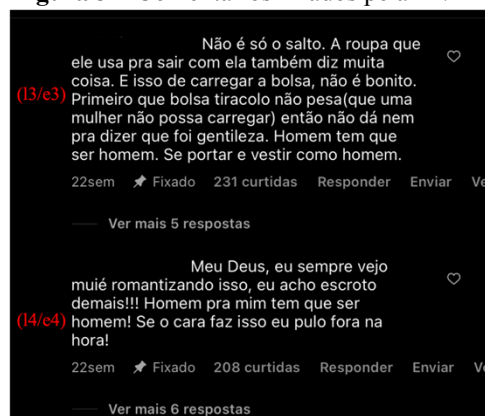 Não é só o salto. A roupa que
ele usa pra sair com ela também diz muita
coisa. E isso de carregar a bolsa, não é bonito.
(l3/e3) Primeiro que bolsa tiracolo não pesa(que uma
mulher não possa carregar) então não dá nem
pra dizer que foi gentileza. Homem tem que
ser homem. Se portar e vestir como homem.
22sem Fixado 231 curtidas Responder Enviar Ve
Ver mais 5 respostas
Meu Deus, eu sempre vejo
muié romantizando isso, eu acho escroto
demais!!! Homem pra mim tem que ser
(l4/e4) homem! Se o cara faz isso eu pulo fora na
hora!
22sem Fixado 208 curtidas Responder Enviar Ve
Ver mais 6 respostas